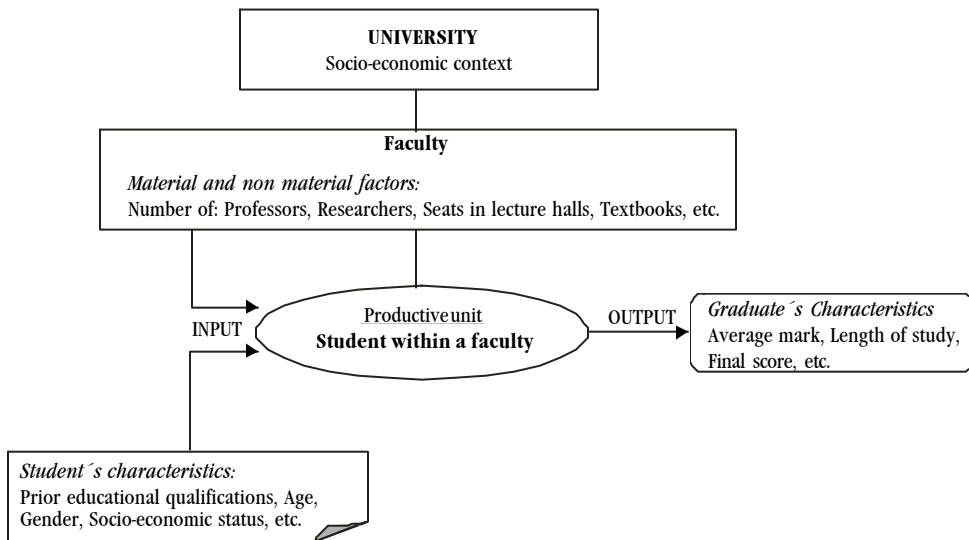 UNIVERSITY
Socio-economic context
Faculty
Material and non material factors:
Number of: Professors, Researchers, Seats in lecture halls, Textbooks, etc.
INPUT
Productive unit
Student within a faculty
OUTPUT
Graduate´s Characteristics
Average mark, Length of study,
Final score, etc.
Student´s characteristics:
Prior educational qualifications, Age,
Gender, Socio-economic status, etc.